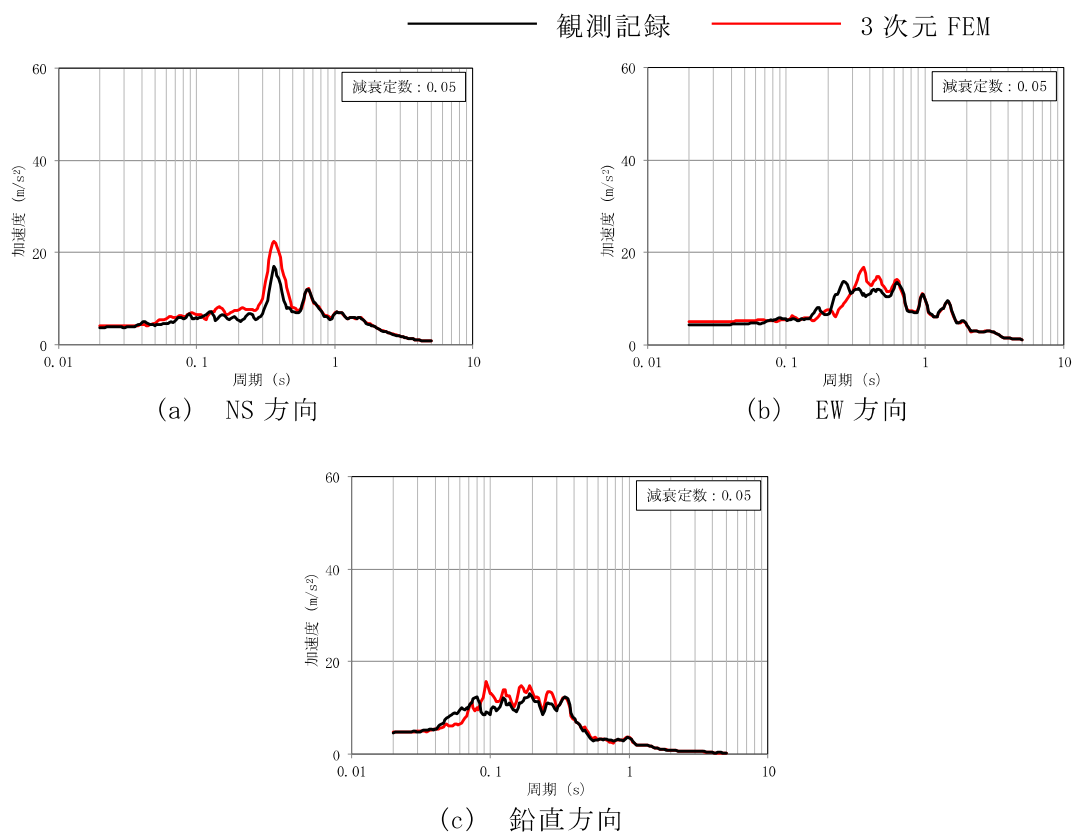 観測記録 3次元FEM
減衰定数：0.05
60
40
20
0
加速度 (m/s²)
0.01 0.1 1 10
周期 (s)
(a) NS方向
減衰定数：0.05
60
40
20
0
加速度 (m/s²)
0.01 0.1 1 10
周期 (s)
(b) EW方向
減衰定数：0.05
60
40
20
0
加速度 (m/s²)
0.01 0.1 1 10
周期 (s)
(c) 鉛直方向